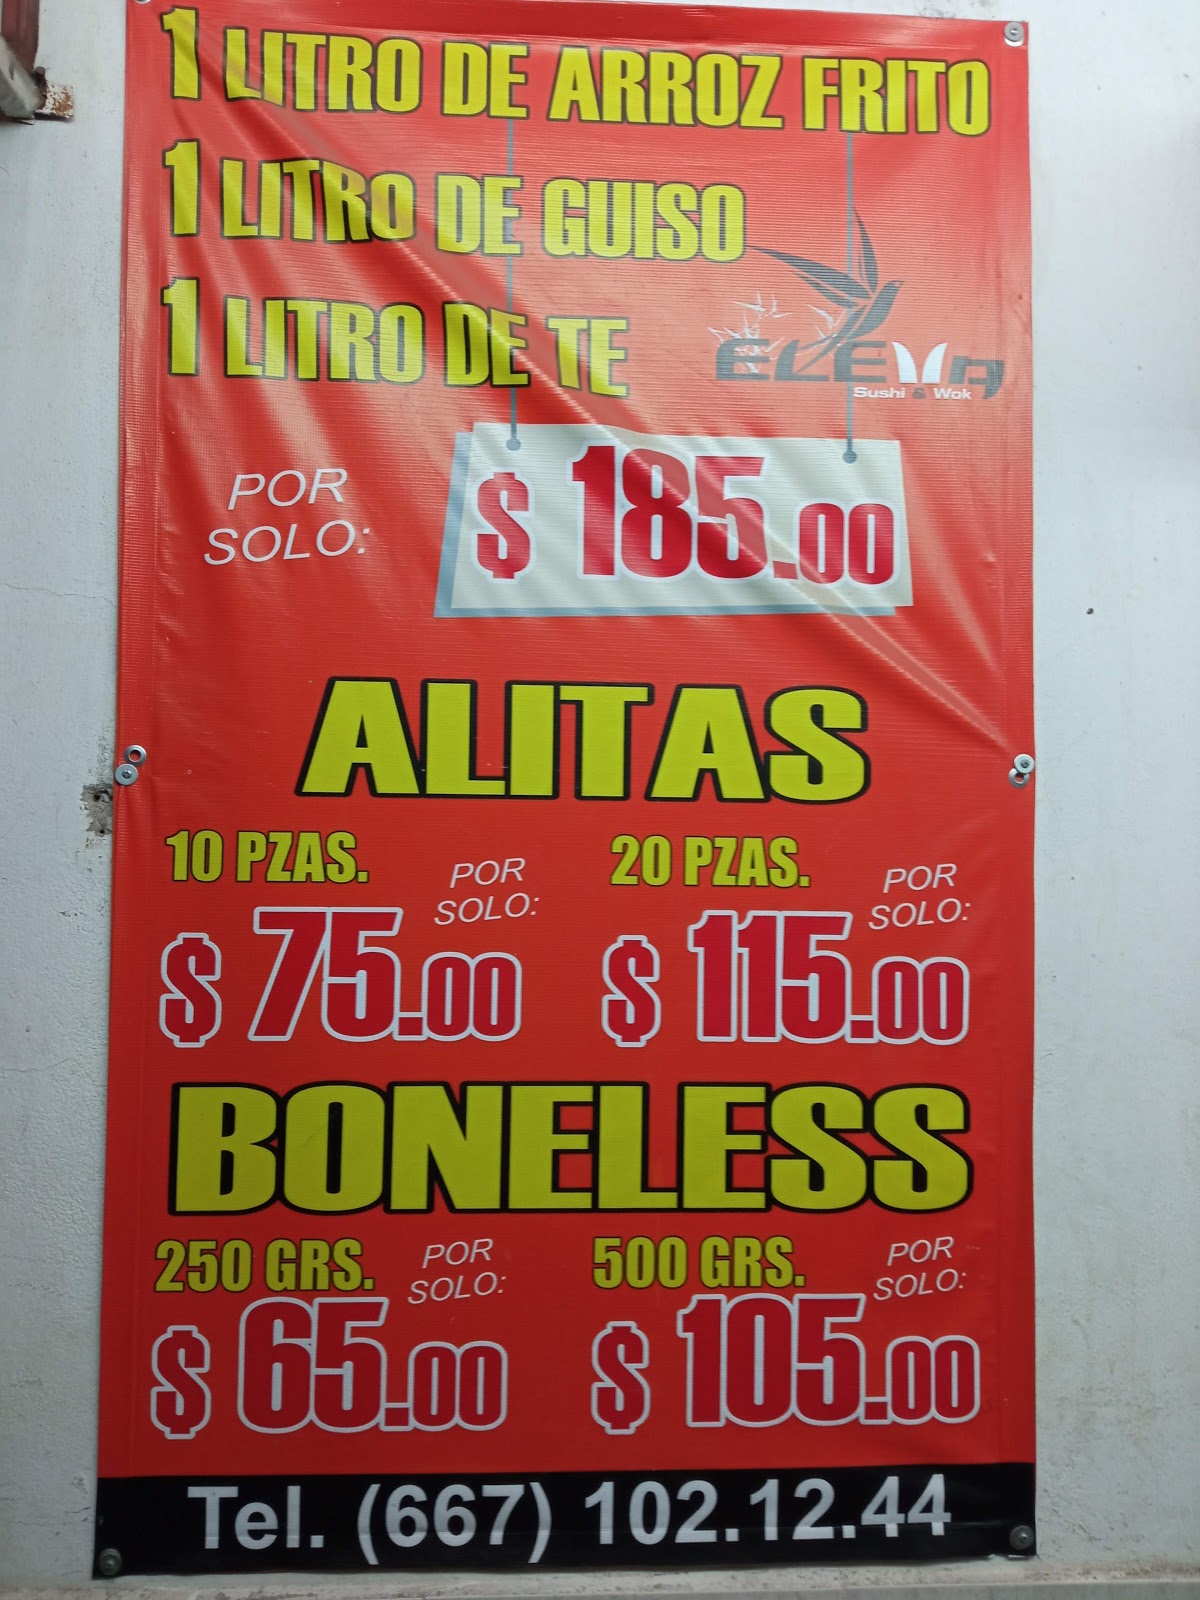 1 LITRO DE ARROZ FRITO
1 LITRO DE GUISO
1 LITRO DE TE
ELEVA
Sushi & Wok
POR
SOLO:
$ 185.00
ALITAS
10 PZAS.
POR
SOLO:
$ 75.00
20 PZAS.
POR
SOLO:
$ 115.00
BONELESS
250 GRS.
POR
SOLO:
$ 65.00
500 GRS.
POR
SOLO:
$ 105.00
Tel. (667) 102.12.44